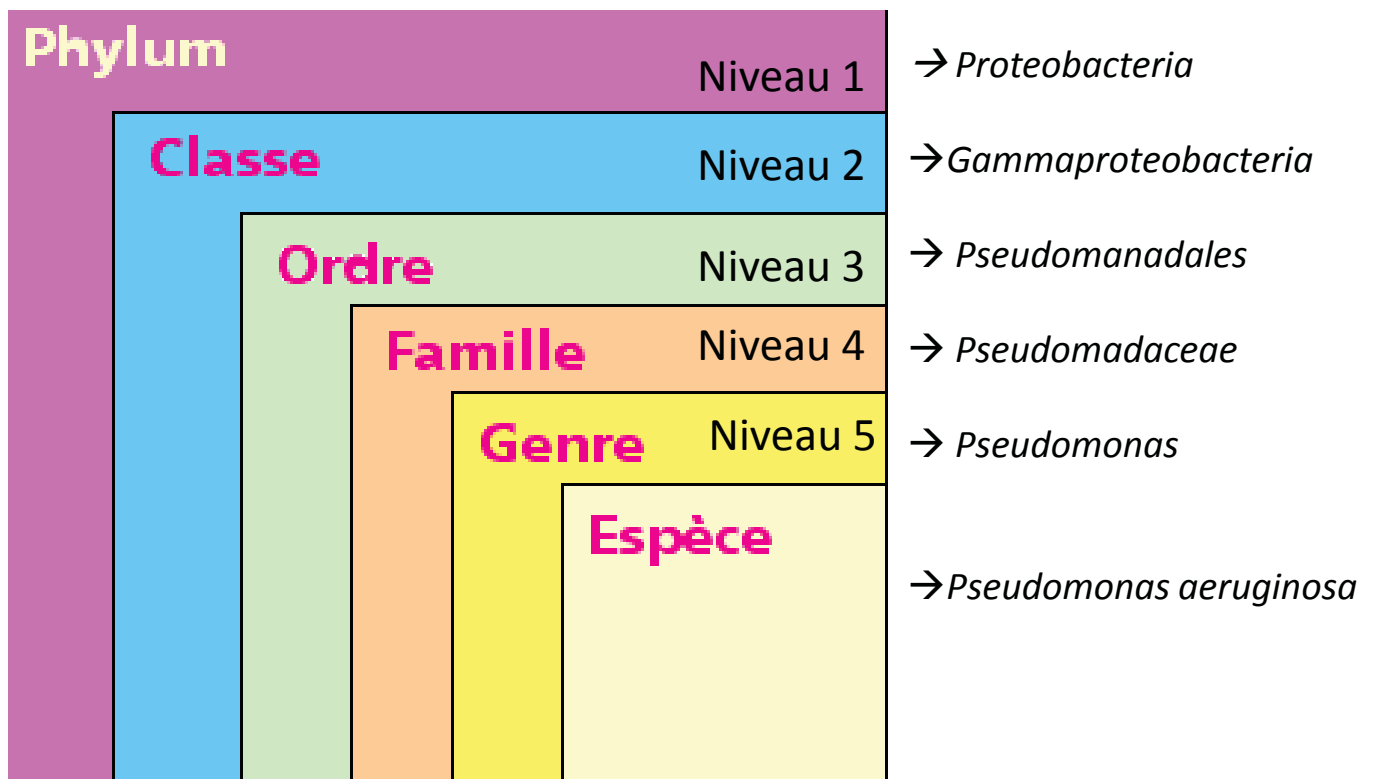 Phylum Niveau 1 → Proteobacteria
Classe Niveau 2 → Gammaproteobacteria
Ordre Niveau 3 → Pseudomanadales
Famille Niveau 4 → Pseudomadaceae
Genre Niveau 5 → Pseudomonas
Espèce → Pseudomonas aeruginosa